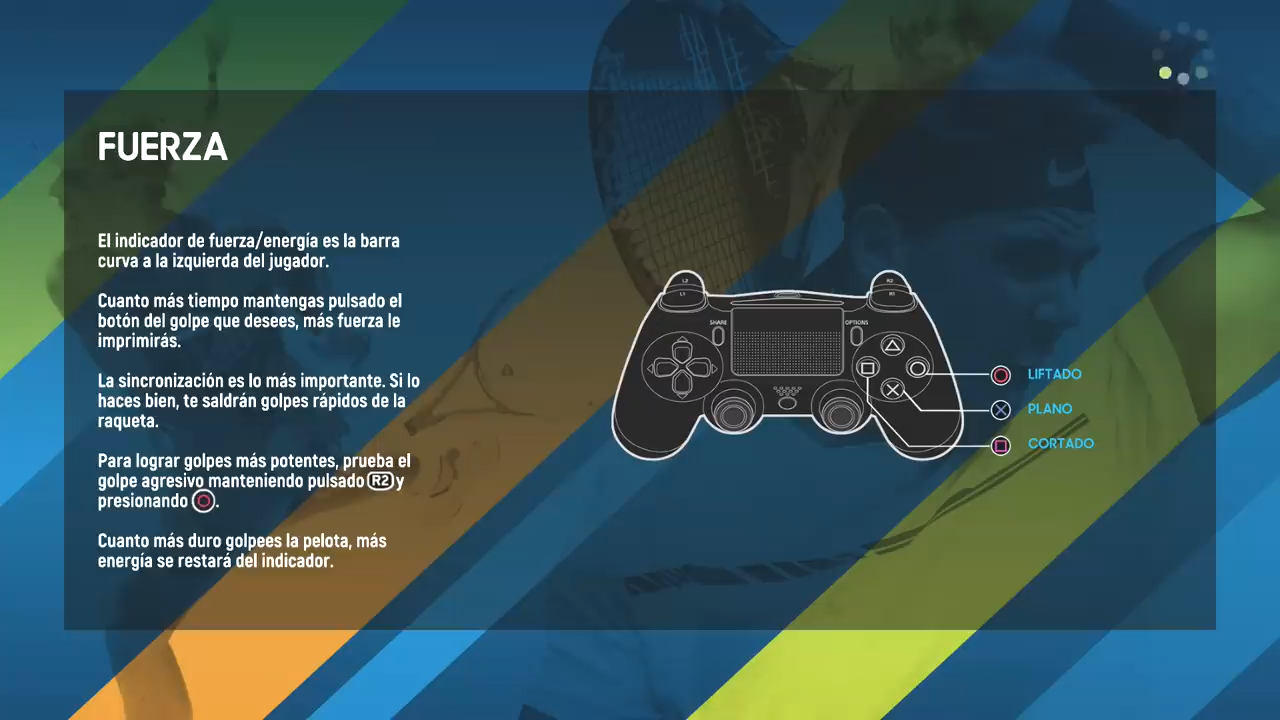 FUERZA
El indicador de fuerza/energía es la barra
curva a la izquierda del jugador.
Cuanto más tiempo mantengas pulsado el
botón del golpe que desees, más fuerza le
imprimirás.
La sincronización es lo más importante. Si lo
haces bien, te saldrán golpes rápidos de la
raqueta.
Para lograr golpes más potentes, prueba el
golpe agresivo manteniendo pulsado R2 y
presionando .
Cuanto más duro golpees la pelota, más
energía se restará del indicador.
L2
R2
L1
R1
SHARE
OPTIONS
LIFTADO
PLANO
CORTADO